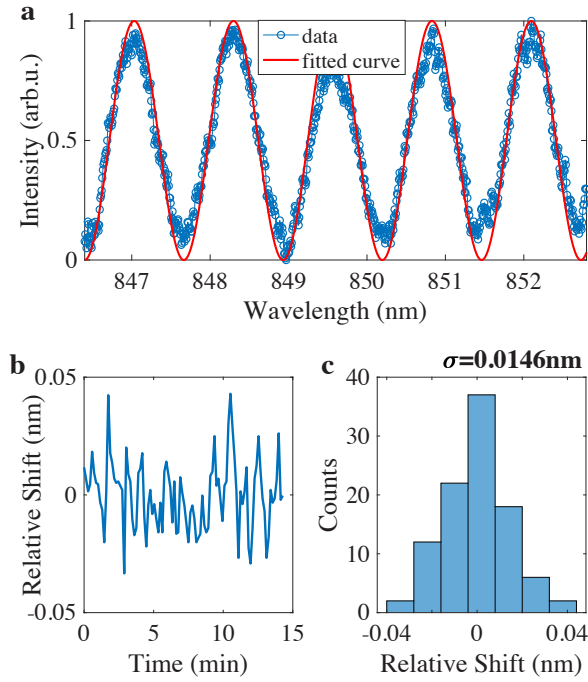 a
data
fitted curve
Intensity (arb.u.)
1
0.5
0
847 848 849 850 851 852
Wavelength (nm)
b
Relative Shift (nm)
0.05
0
-0.05
0 5 10 15
Time (min)
c
σ=0.0146nm
Counts
40
30
20
10
0
-0.04 0 0.04
Relative Shift (nm)